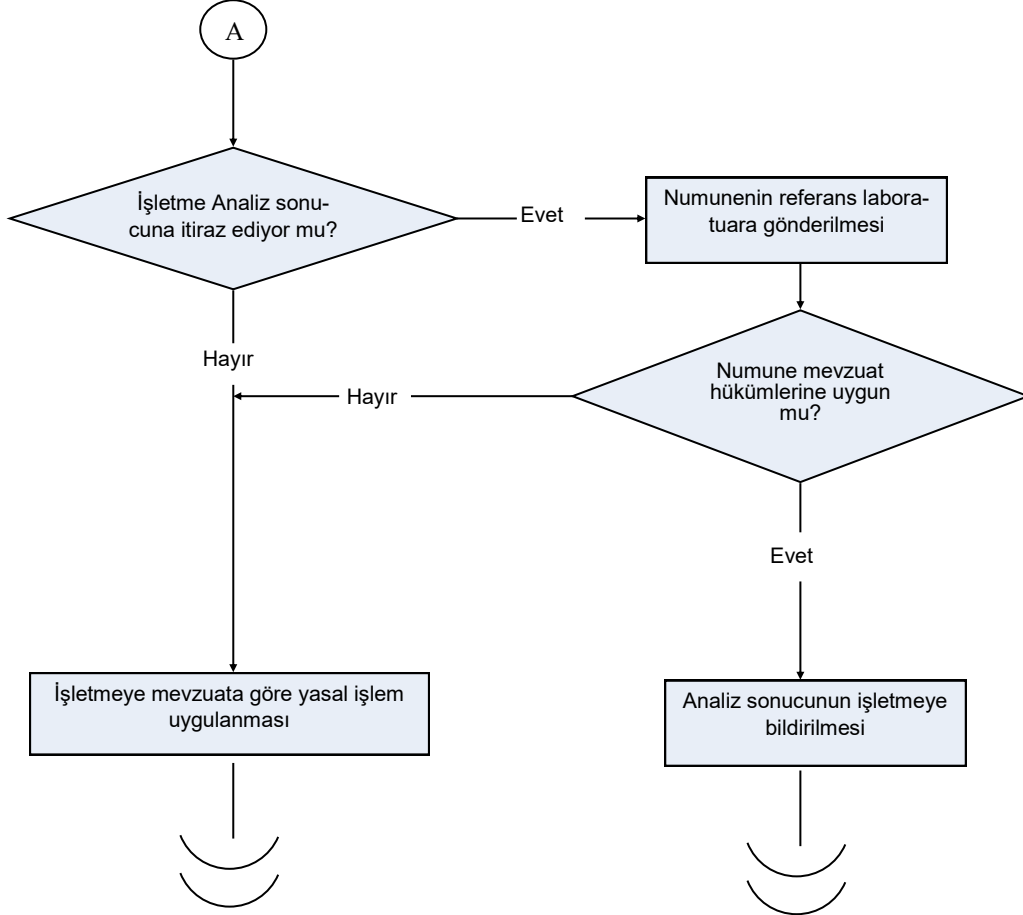 A
İşletme Analiz sonu-
cuna itiraz ediyor mu?
Evet
Numunenin referans labora-
tuara gönderilmesi
Hayır
Numune mevzuat
hükümlerine uygun
mu?
Hayır
Evet
İşletmeye mevzuata göre yasal işlem
uygulanması
Analiz sonucunun işletmeye
bildirilmesi